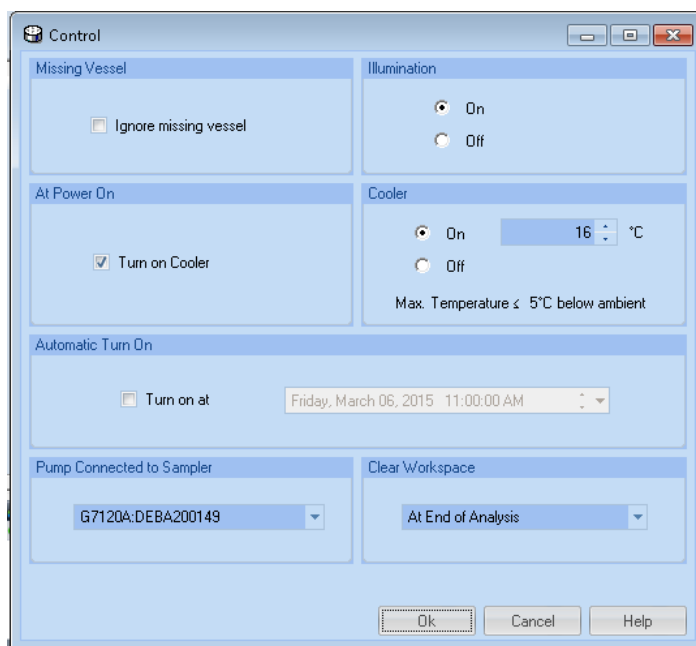 Control
Missing Vessel
Ignore missing vessel
Illumination
On
Off
At Power On
Turn on Cooler
Cooler
On 16 °C
Off
Max. Temperature ≤ 5°C below ambient
Automatic Turn On
Turn on at Friday, March 06, 2015 11:00:00 AM
Pump Connected to Sampler
G7120A:DEBA200149
Clear Workspace
At End of Analysis
Ok Cancel Help